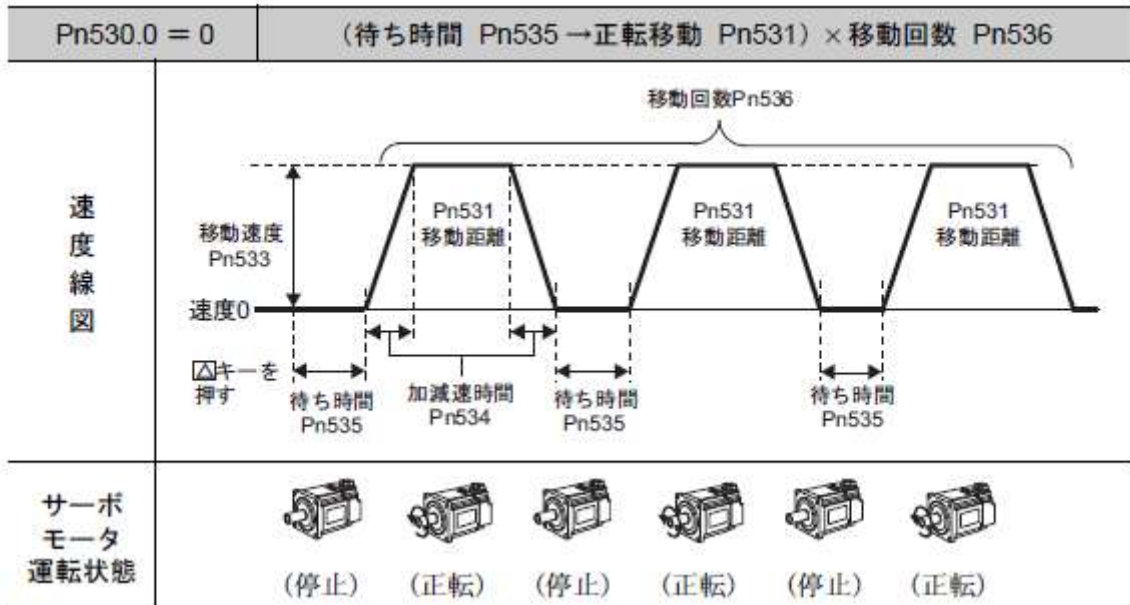 Pn530.0 = 0
(待ち時間 Pn535→正転移動 Pn531) × 移動回数 Pn536
速度線図
移動回数Pn536
移動速度
Pn533
Pn531
移動距離
Pn531
移動距離
Pn531
移動距離
速度0
△キーを
押す
待ち時間
Pn535
加減速時間
Pn534
待ち時間
Pn535
待ち時間
Pn535
サーボ
モータ
運転状態
(停止) (正転) (停止) (正転) (停止) (正転)